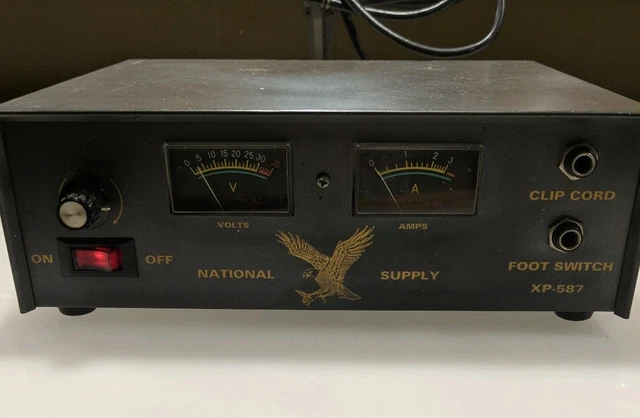 0 5 10 15 20 25 30 35
V
VOLTS
0 1 2 3
A
AMPS
CLIP CORD
ON OFF
NATIONAL SUPPLY
FOOT SWITCH
XP-587